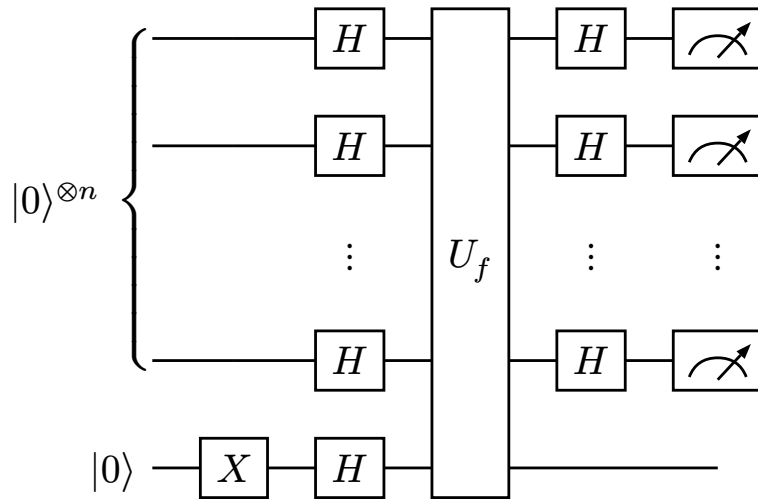 H H
H H
|0⟩^{⊗n}
⋮ U_f ⋮ ⋮
H H
|0⟩ X H